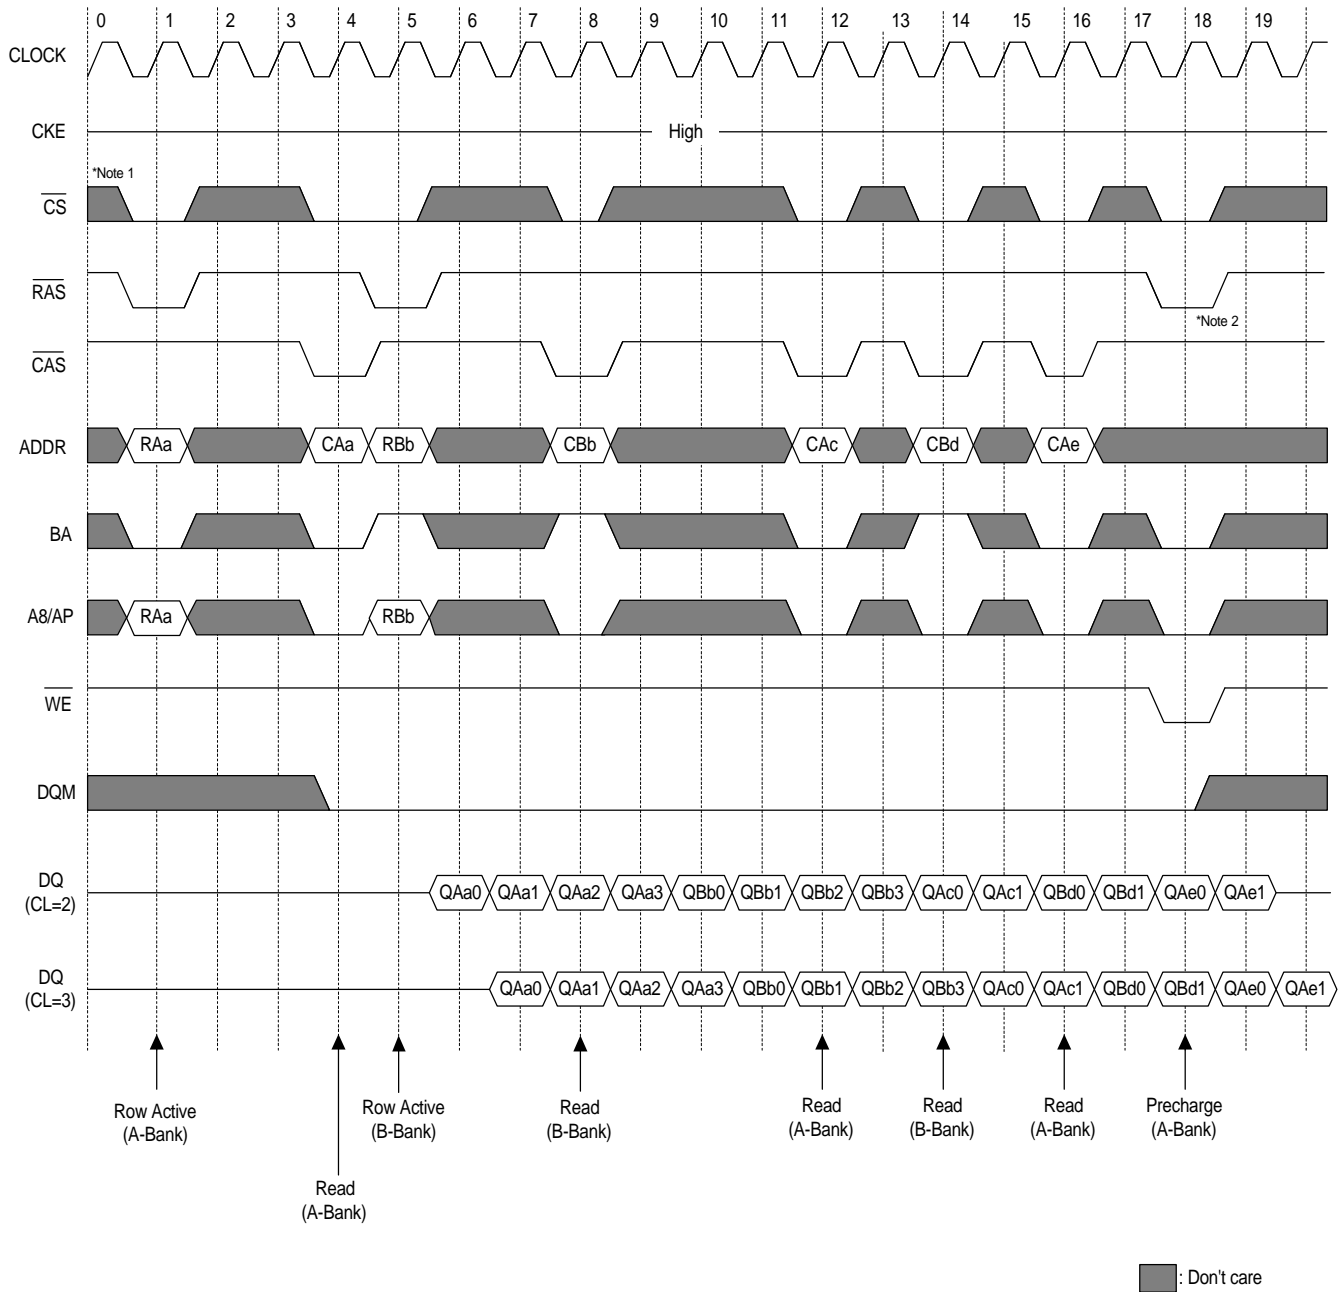 0 1 2 3 4 5 6 7 8 9 10 11 12 13 14 15 16 17 18 19
CLOCK
CKE
High
*Note 1
CS
RAS
*Note 2
CAS
ADDR
RAa CAa RBb CBb CAc CBd CAe
BA
A8/AP
RAa RBb
WE
DQM
DQ
(CL=2)
QAa0 QAa1 QAa2 QAa3 QBb0 QBb1 QBb2 QBb3 QAc0 QAc1 QBd0 QBd1 QAe0 QAe1
DQ
(CL=3)
QAa0 QAa1 QAa2 QAa3 QBb0 QBb1 QBb2 QBb3 QAc0 QAc1 QBd0 QBd1 QAe0 QAe1
Row Active
(A-Bank)
Read
(A-Bank)
Row Active
(B-Bank)
Read
(B-Bank)
Read
(A-Bank)
Read
(B-Bank)
Read
(A-Bank)
Precharge
(A-Bank)
: Don't care